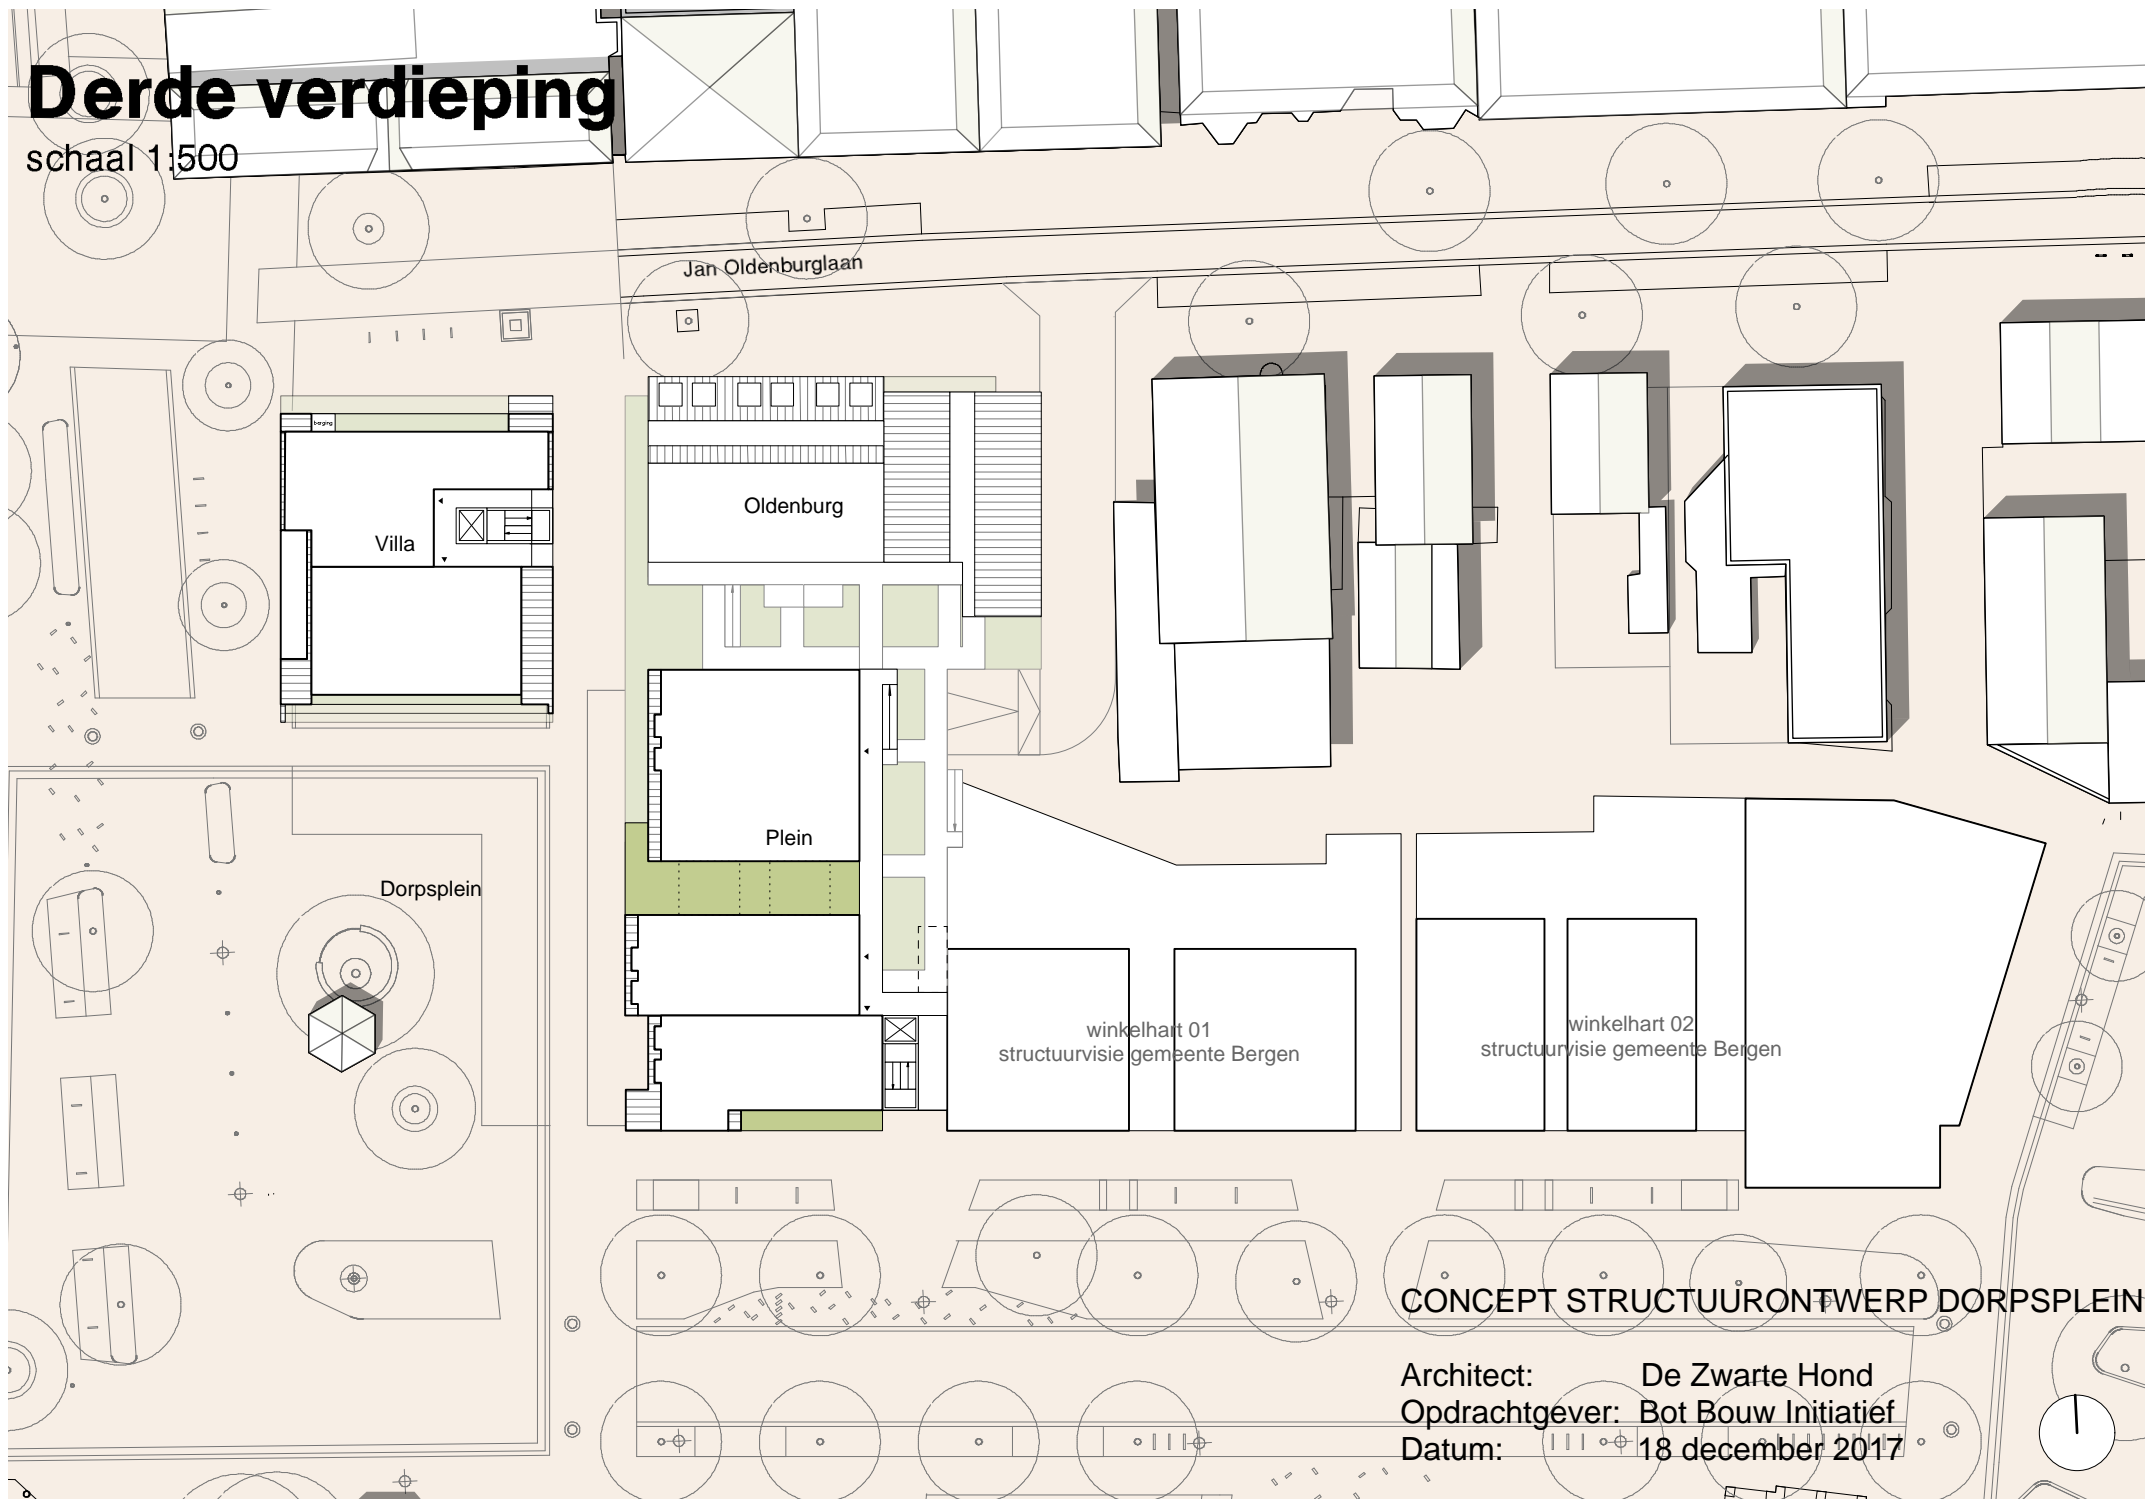 Derde verdieping
schaal 1:500
Jan Oldenburglaan
berging
Oldenburg
Villa
Plein
Dorpsplein
winkelhart 01
structuurvisie gemeente Bergen
winkelhart 02
structuurvisie gemeente Bergen
CONCEPT STRUCTUURONTWERP DORPSPLEIN
Architect: De Zwarte Hond
Opdrachtgever: Bot Bouw Initiatief
Datum: 18 december 2017